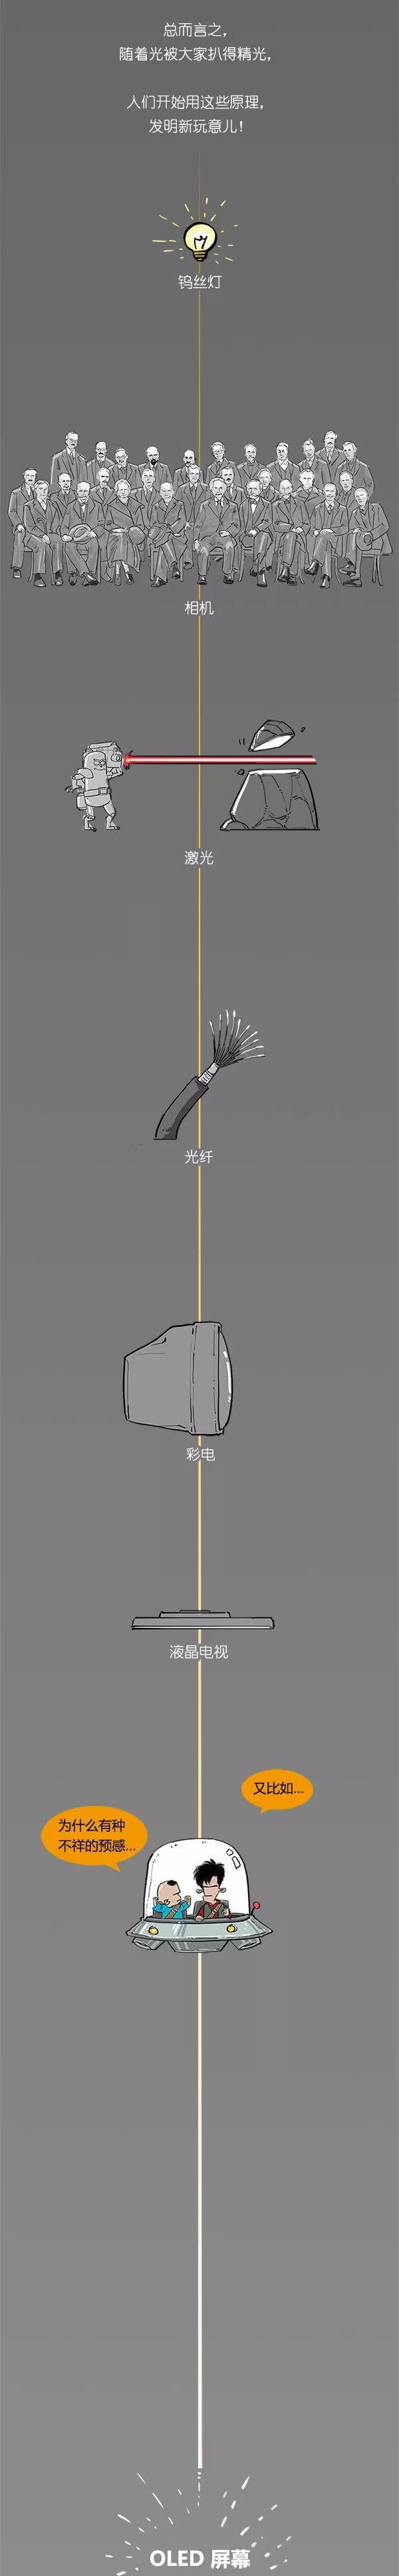 总而言之，
随着光被大家扒得精光，
人们开始用这些原理，
发明新玩意儿！
钨丝灯
相机
激光
光纤
彩电
液晶电视
又比如...
为什么有种
不祥的预感...
OLED 屏幕